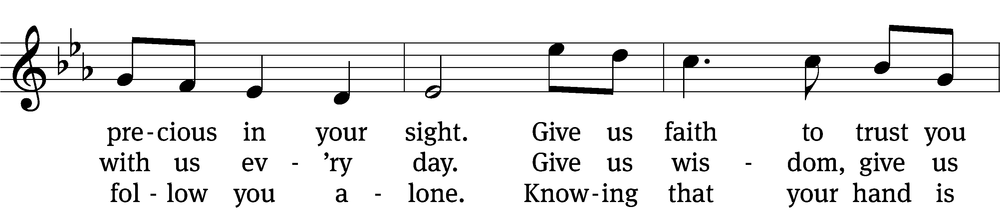 pre - cious in your sight. Give us faith to trust you
with us ev - ’ry day. Give us wis - dom, give us
fol - low you a - lone. Know - ing that your hand is